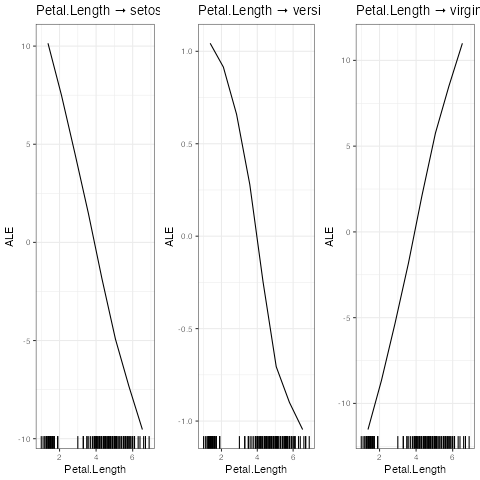 Petal.Length → setos
Petal.Length → versi
Petal.Length → virgin
10
5
0
-5
-10
ALE
2 4 6
Petal.Length
1.0
0.5
0.0
-0.5
-1.0
ALE
2 4 6
Petal.Length
10
5
0
-5
-10
ALE
2 4 6
Petal.Length